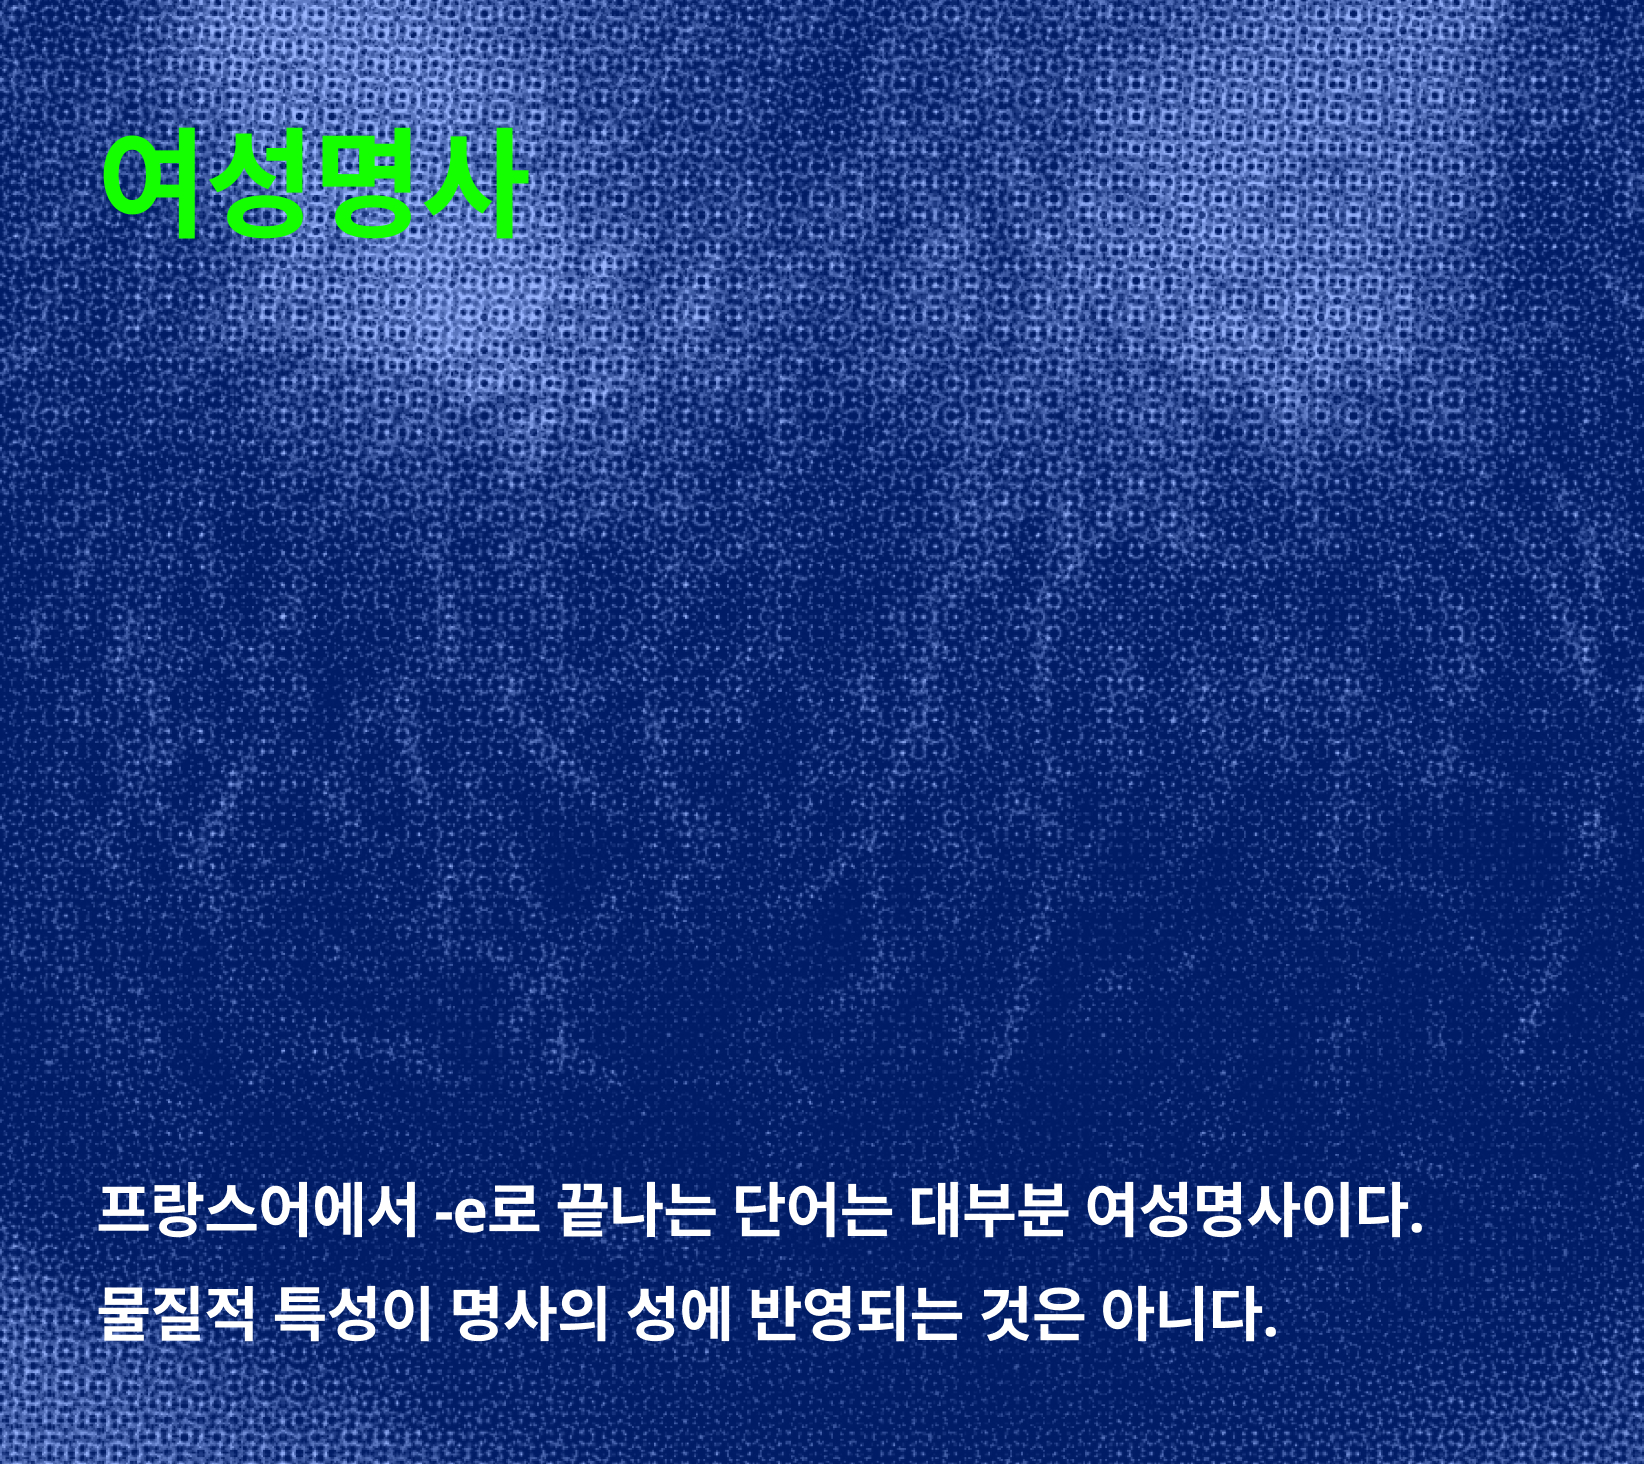 여성명사
프랑스어에서 -e로 끝나는 단어는 대부분 여성명사이다.
물질적 특성이 명사의 성에 반영되는 것은 아니다.